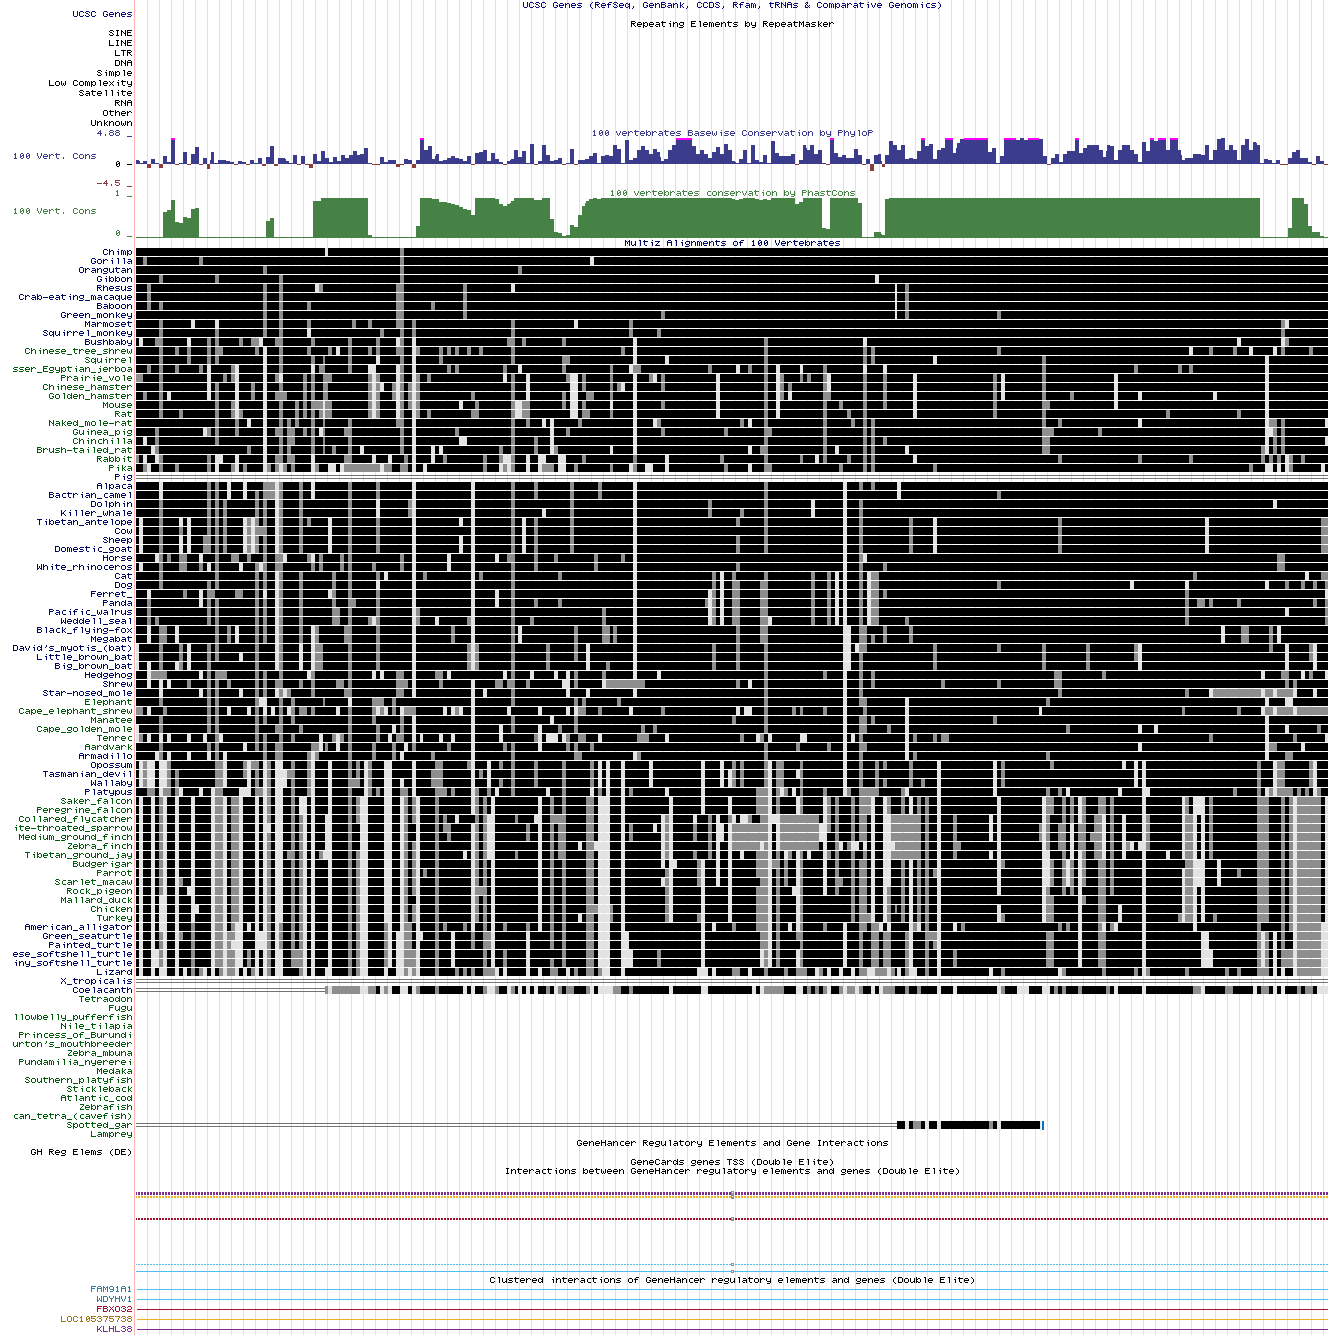 UCSC Genes (RefSeq, GenBank, CCDS, Rfam, tRNAs & Comparative Genomics)
UCSC Genes
Repeating Elements by RepeatMasker
SINE
LINE
LTR
DNA
Simple
Low Complexity
Satellite
RNA
Other
Unknown
4.88 _
100 vertebrates Basewise Conservation by PhyloP
100 Vert. Cons
0 -
-4.5 _
1 _
100 vertebrates conservation by PhastCons
100 Vert. Cons
0 _
Multiz Alignments of 100 Vertebrates
Chimp
Gorilla
Orangutan
Gibbon
Rhesus
Crab-eating_macaque
Baboon
Green_monkey
Marmoset
Squirrel_monkey
Bushbaby
Chinese_tree_shrew
Squirrel
sser_Egyptian_jerboa
Prairie_vole
Chinese_hamster
Golden_hamster
Mouse
Rat
Naked_mole-rat
Guinea_pig
Chinchilla
Brush-tailed_rat
Rabbit
Pika
Pig
Alpaca
Bactrian_camel
Dolphin
Killer_whale
Tibetan_antelope
Cow
Sheep
Domestic_goat
Horse
White_rhinoceros
Cat
Dog
Ferret_
Panda
Pacific_walrus
Weddell_seal
Black_flying-fox
Megabat
David's_myotis_(bat)
Little_brown_bat
Big_brown_bat
Hedgehog
Shrew
Star-nosed_mole
Elephant
Cape_elephant_shrew
Manatee
Cape_golden_mole
Tenrec
Aardvark
Armadillo
Opossum
Tasmanian_devil
Wallaby
Platypus
Saker_falcon
Peregrine_falcon
Collared_flycatcher
ite-throated_sparrow
Medium_ground_finch
Zebra_finch
Tibetan_ground_jay
Budgerigar
Parrot
Scarlet_macaw
Rock_pigeon
Mallard_duck
Chicken
Turkey
American_alligator
Green_seaturtle
Painted_turtle
ese_softshell_turtle
iny_softshell_turtle
Lizard
X_tropicalis
Coelacanth
Tetraodon
Fugu
llowbelly_pufferfish
Nile_tilapia
Princess_of_Burundi
urton's_mouthbreeder
Zebra_mbuna
Pundamilia_nyererei
Medaka
Southern_platyfish
Stickleback
Atlantic_cod
Zebrafish
can_tetra_(cavefish)
Spotted_gar
Lamprey
GeneHancer Regulatory Elements and Gene Interactions
GH Reg Elems (DE)
GeneCards genes TSS (Double Elite)
Interactions between GeneHancer regulatory elements and genes (Double Elite)
Clustered interactions of GeneHancer regulatory elements and genes (Double Elite)
FAM91A1
WDYHV1
FBXO32
LOC105375738
KLHL38